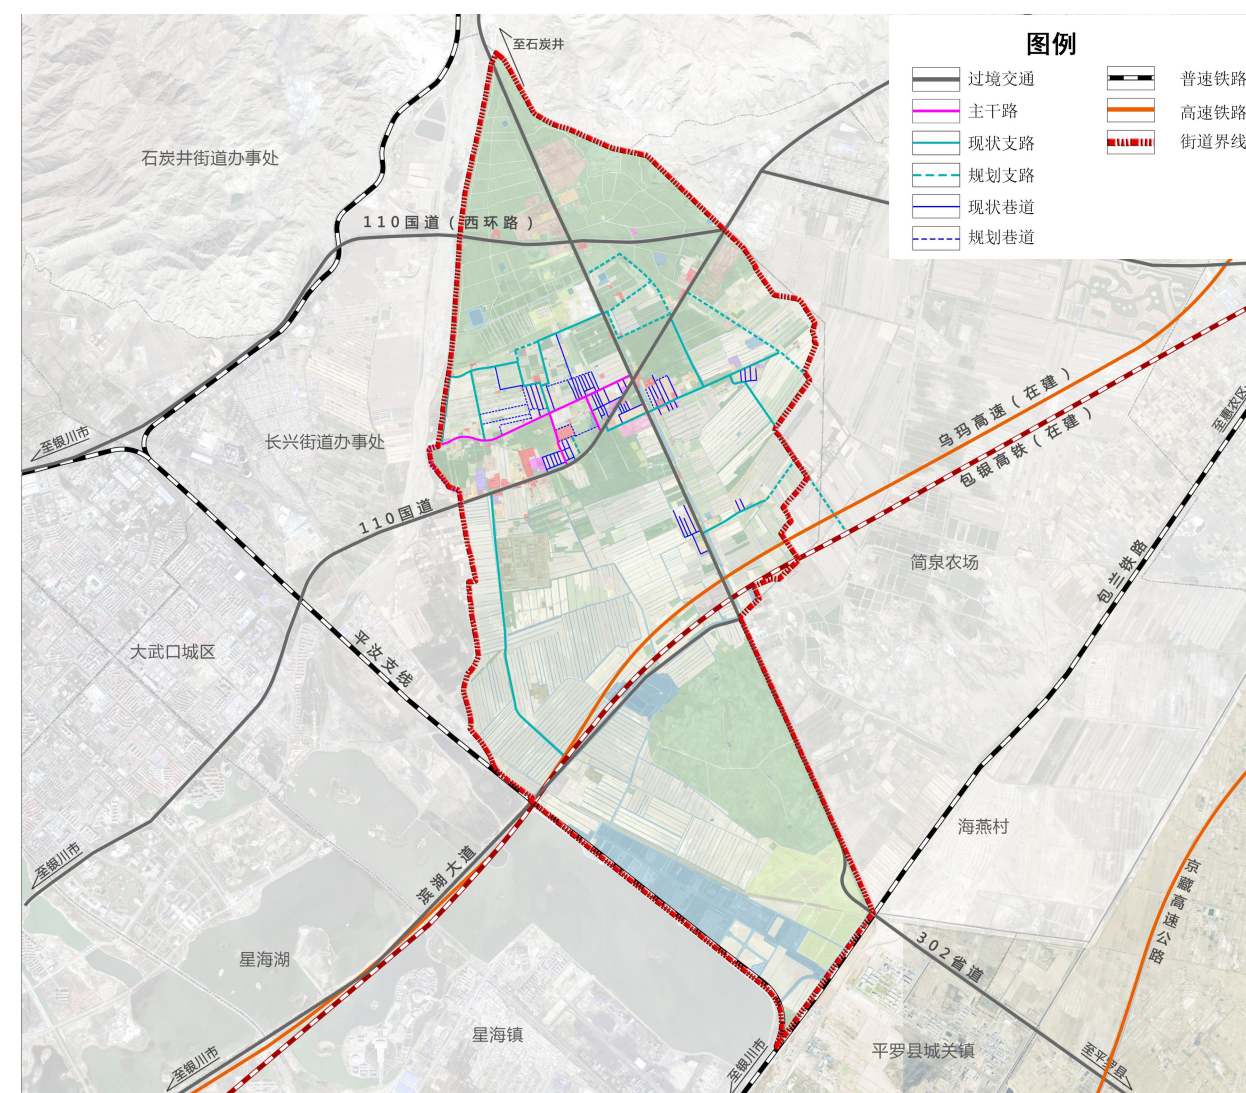 图例
过境交通
主干路
现状支路
规划支路
现状巷道
规划巷道
普速铁路
高速铁路
街道界线
至石炭井
石炭井街道办事处
110国道（西环路）
至银川市
长兴街道办事处
110国道
乌玛高速（在建）
包银高铁（在建）
至惠农区
简泉农场
包兰铁路
大武口城区
平汝支线
海燕村
至银川市
滨湖大道
京藏高速公路
星海湖
302省道
星海镇
平罗县城关镇
至银川市
至银川市
至平罗县